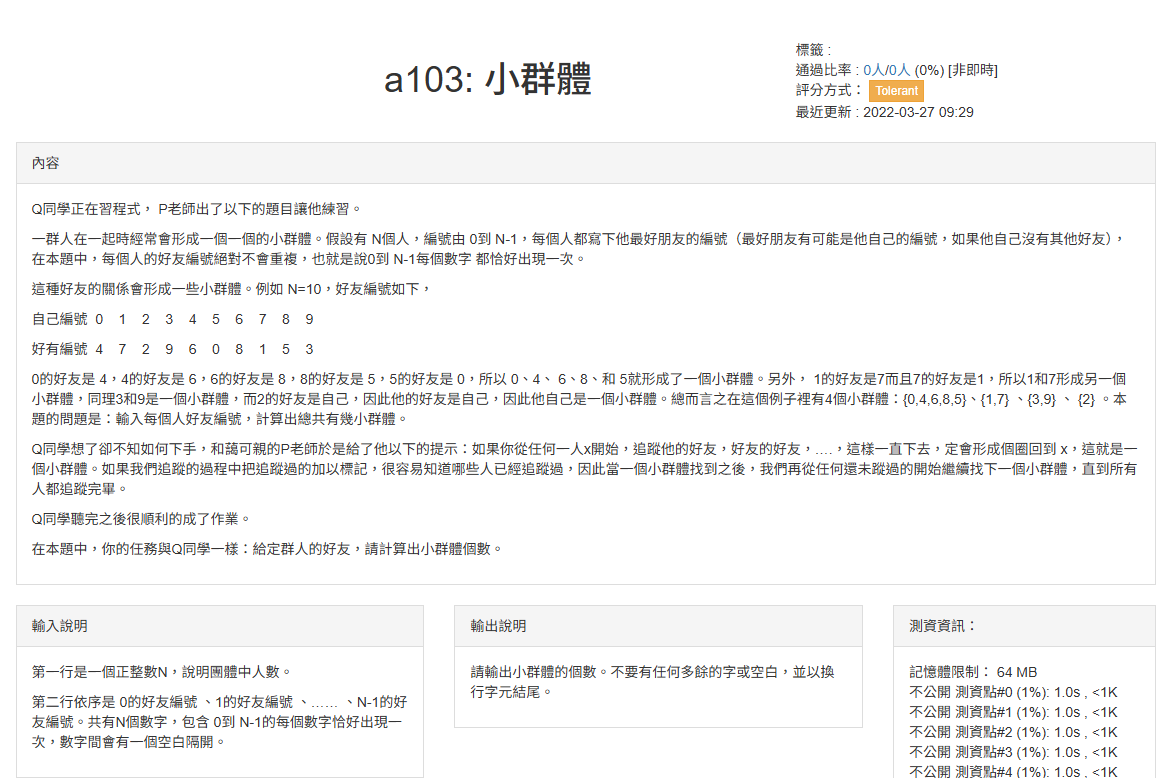 a103: 小群體
標籤 :
通過比率 : 0人/0人 (0%) [非即時]
評分方式： Tolerant
最近更新 : 2022-03-27 09:29
內容
Q同學正在習程式， P老師出了以下的題目讓他練習。
一群人在一起時經常會形成一個一個的小群體。假設有 N個人，編號由 0到 N-1，每個人都寫下他最好朋友的編號（最好朋友有可能是他自己的編號，如果他自己沒有其他好友），
在本題中，每個人的好友編號絕對不會重複，也就是說0到 N-1每個數字 都恰好出現一次。
這種好友的關係會形成一些小群體。例如 N=10，好友編號如下，
自己編號 0 1 2 3 4 5 6 7 8 9
好有編號 4 7 2 9 6 0 8 1 5 3
0的好友是 4，4的好友是 6，6的好友是 8，8的好友是 5，5的好友是 0，所以 0、4、 6、8、和 5就形成了一個小群體。另外， 1的好友是7而且7的好友是1，所以1和7形成另一個
小群體，同理3和9是一個小群體，而2的好友是自己，因此他的好友是自己，因此他自己是一個小群體。總而言之在這個例子裡有4個小群體：{0,4,6,8,5}、{1,7} 、{3,9} 、 {2} 。本
題的問題是：輸入每個人好友編號，計算出總共有幾小群體。
Q同學想了卻不知如何下手，和藹可親的P老師於是給了他以下的提示：如果你從任何一人x開始，追蹤他的好友，好友的好友，….，這樣一直下去，定會形成個圈回到 x，這就是一
個小群體。如果我們追蹤的過程中把追蹤過的加以標記，很容易知道哪些人已經追蹤過，因此當一個小群體找到之後，我們再從任何還未蹤過的開始繼續找下一個小群體，直到所有
人都追蹤完畢。
Q同學聽完之後很順利的成了作業。
在本題中，你的任務與Q同學一樣：給定群人的好友，請計算出小群體個數。
輸入說明
第一行是一個正整數N，說明團體中人數。
第二行依序是 0的好友編號 、1的好友編號 、…… 、N-1的好
友編號。共有N個數字，包含 0到 N-1的每個數字恰好出現一
次，數字間會有一個空白隔開。
輸出說明
請輸出小群體的個數。不要有任何多餘的字或空白，並以換
行字元結尾。
測資資訊：
記憶體限制： 64 MB
不公開 測資點#0 (1%): 1.0s , <1K
不公開 測資點#1 (1%): 1.0s , <1K
不公開 測資點#2 (1%): 1.0s , <1K
不公開 測資點#3 (1%): 1.0s , <1K
不公開 測資點#4 (1%): 1.0s , <1K